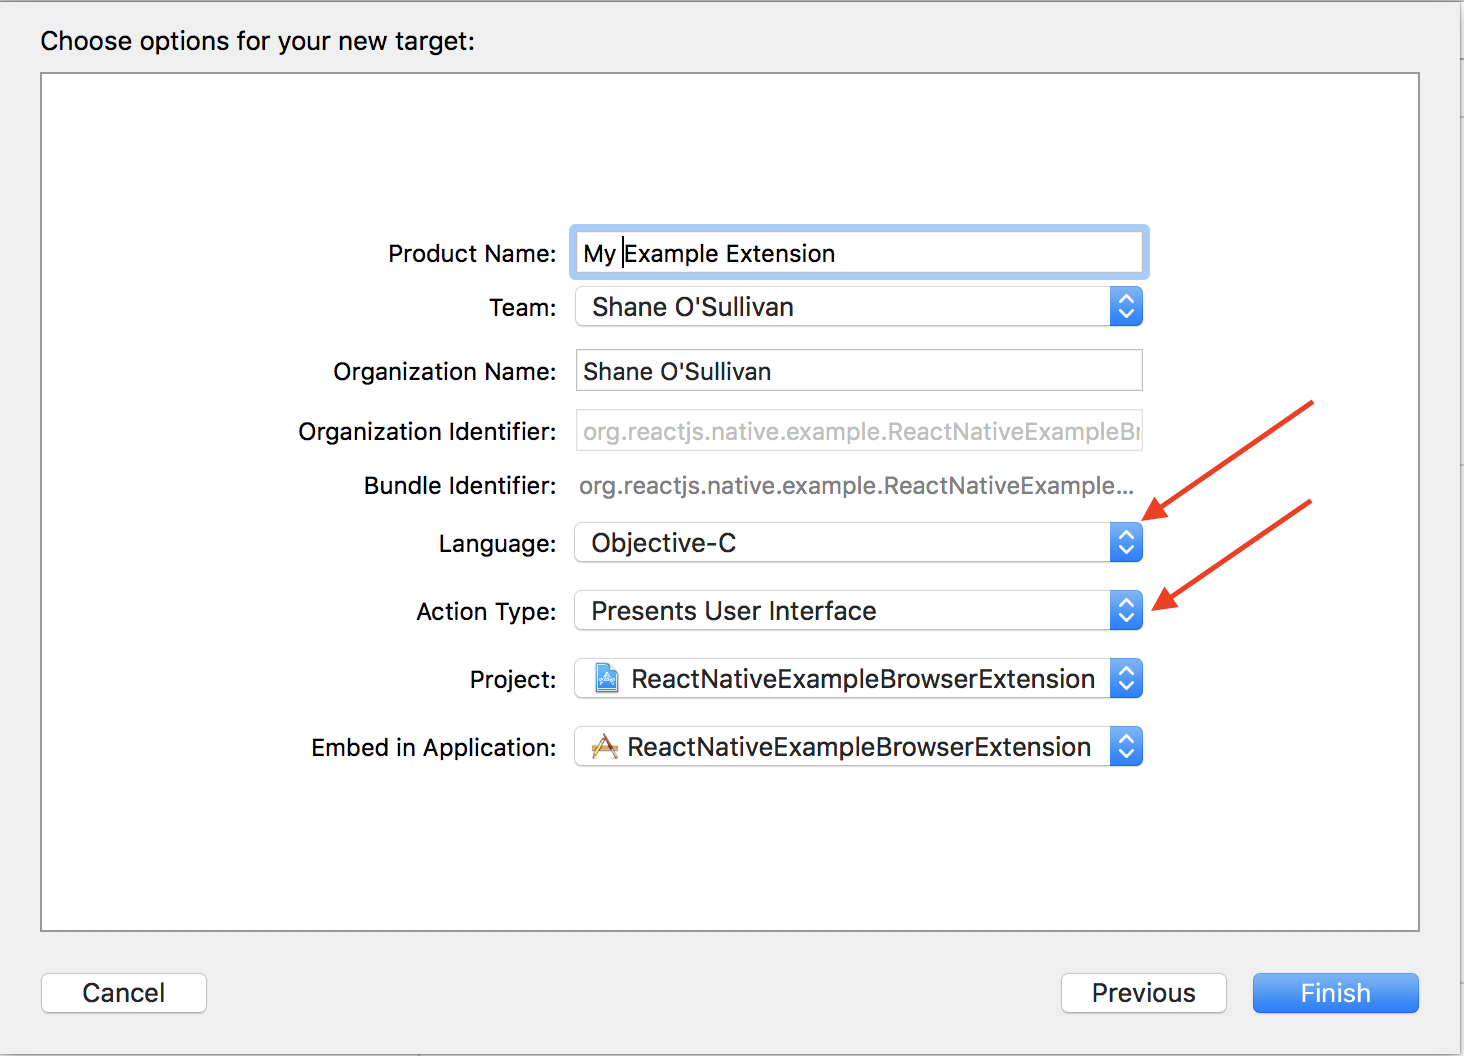 Choose options for your new target:
Product Name: My Example Extension
Team: Shane O'Sullivan
Organization Name: Shane O'Sullivan
Organization Identifier: org.reactjs.native.example.ReactNativeExampleBr
Bundle Identifier: org.reactjs.native.example.ReactNativeExample...
Language: Objective-C
Action Type: Presents User Interface
Project: ReactNativeExampleBrowserExtension
Embed in Application: ReactNativeExampleBrowserExtension
Cancel Previous Finish